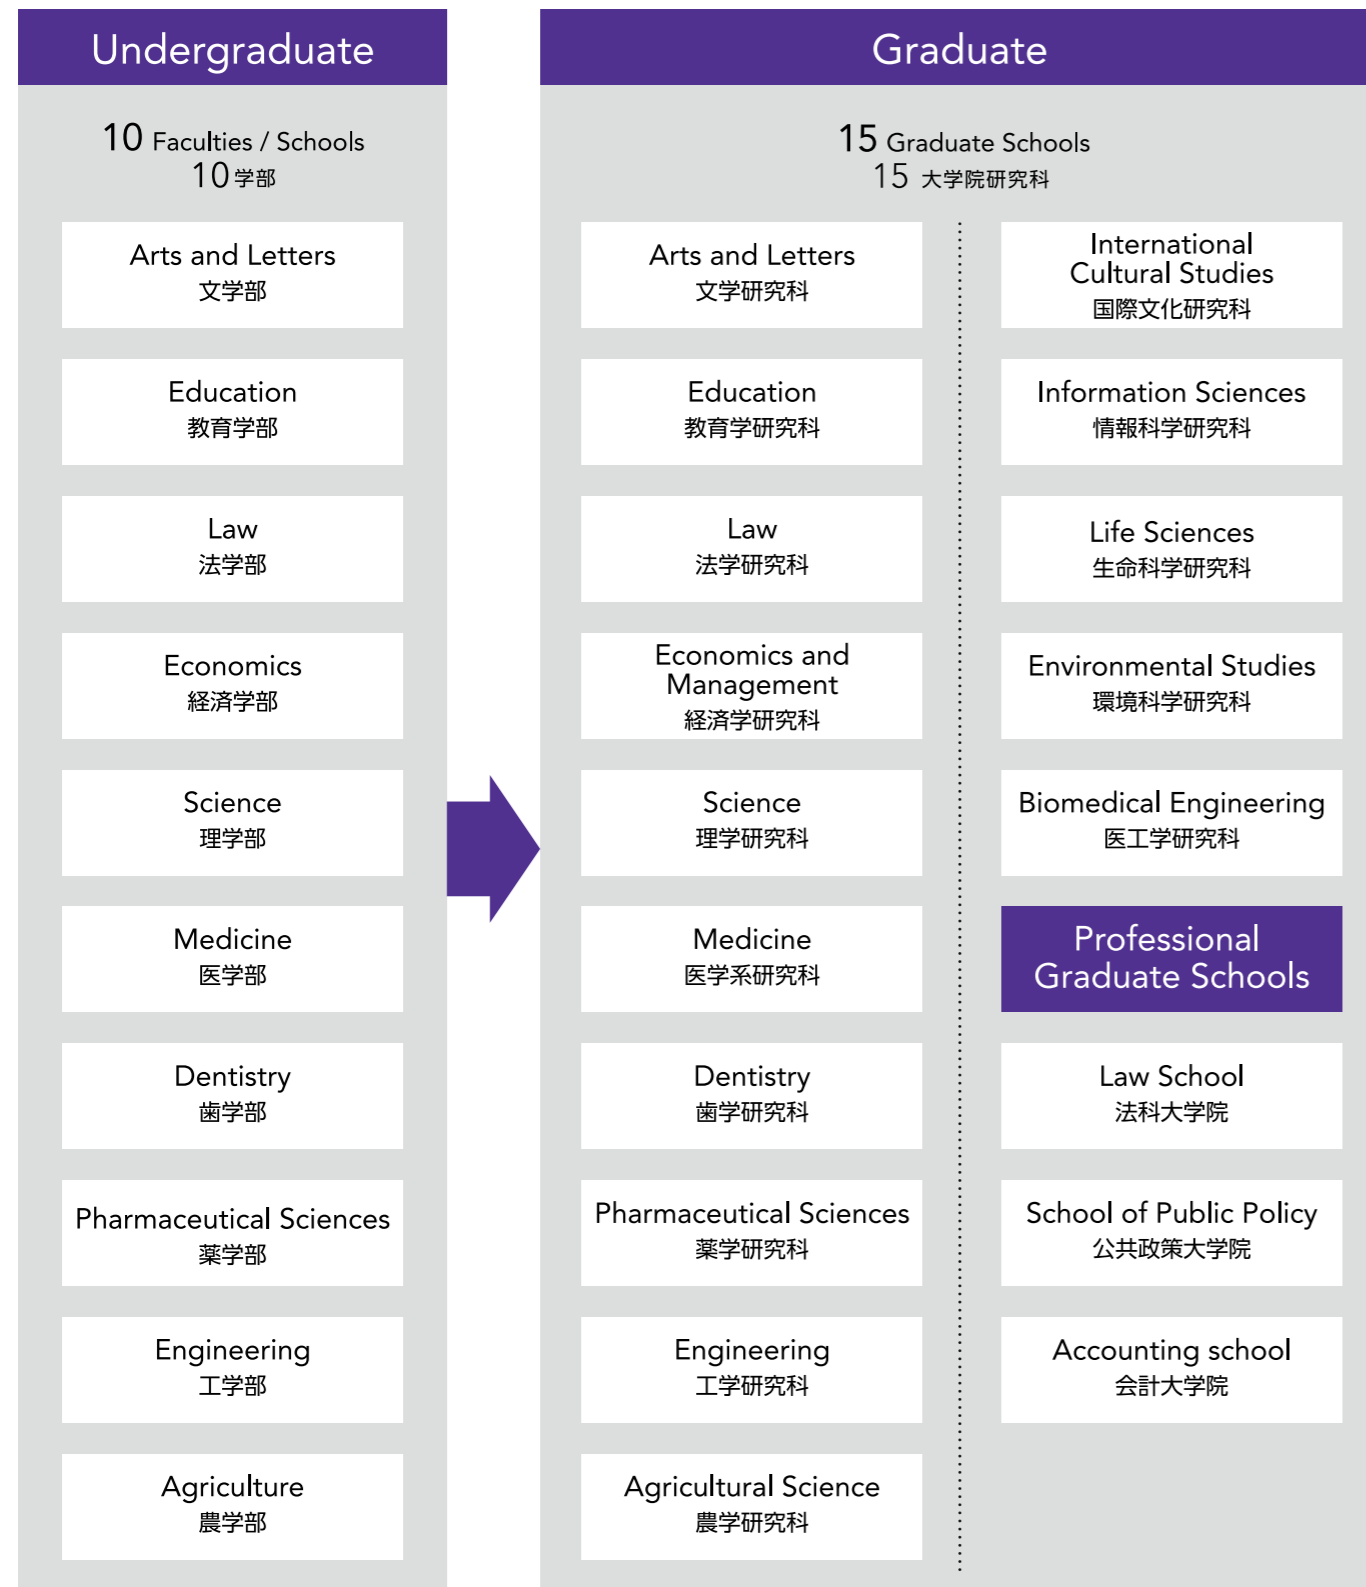 Undergraduate
10 Faculties / Schools
10学部
Arts and Letters
文学部
Education
教育学部
Law
法学部
Economics
経済学部
Science
理学部
Medicine
医学部
Dentistry
歯学部
Pharmaceutical Sciences
薬学部
Engineering
工学部
Agriculture
農学部
Graduate
15 Graduate Schools
15 大学院研究科
Arts and Letters
文学研究科
Education
教育学研究科
Law
法学研究科
Economics and
Management
経済学研究科
Science
理学研究科
Medicine
医学系研究科
Dentistry
歯学研究科
Pharmaceutical Sciences
薬学研究科
Engineering
工学研究科
Agricultural Science
農学研究科
International
Cultural Studies
国際文化研究科
Information Sciences
情報科学研究科
Life Sciences
生命科学研究科
Environmental Studies
環境科学研究科
Biomedical Engineering
医工学研究科
Professional
Graduate Schools
Law School
法科大学院
School of Public Policy
公共政策大学院
Accounting school
会計大学院